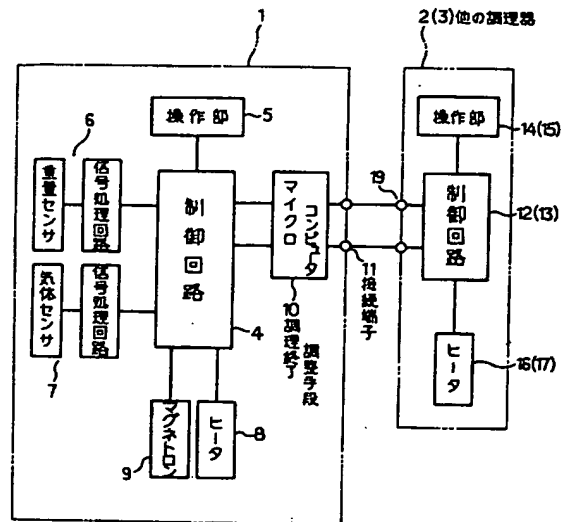 1
2(3)他の調理器
操作部
5
6
重量センサ
信号処理回路
気体センサ
信号処理回路
7
制御回路
4
マイクロ
コンピュータ
10調理終了
調整手段
11接続端子
マグネトロン
9
ヒータ
8
19
操作部
14(15)
制御回路
12(13)
ヒータ
16(17)